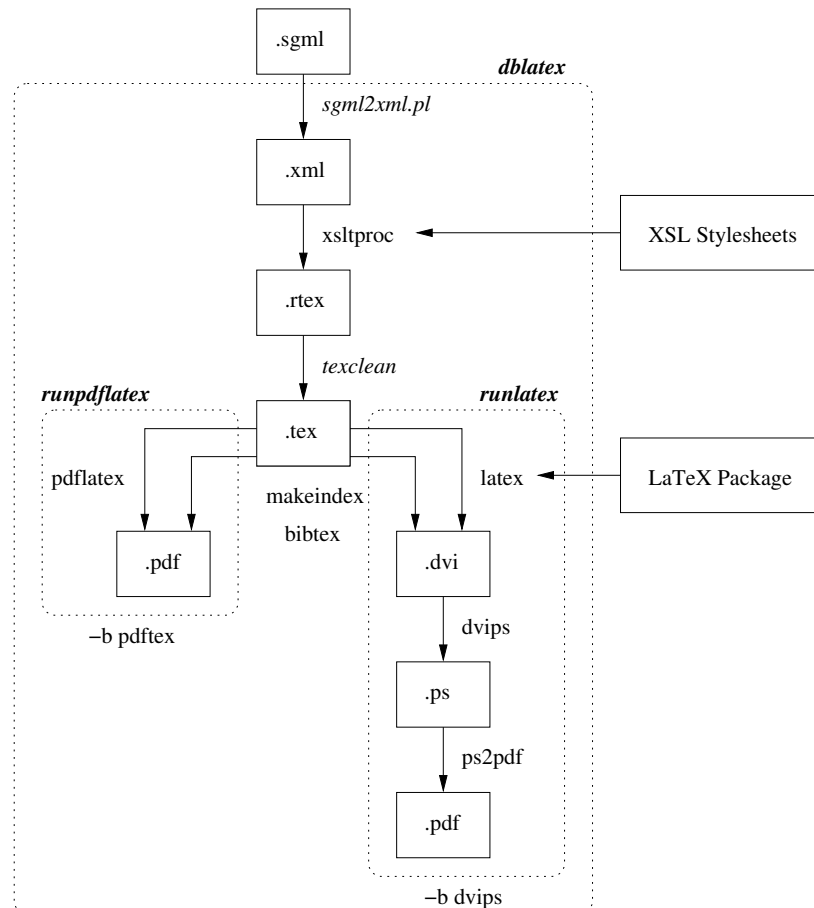 .sgml
dblatex
sgml2xml.pl
.xml
xsltproc
XSL Stylesheets
.rtex
texclean
runpdflatex
runlatex
.tex
pdflatex
latex
LaTeX Package
makeindex
bibtex
.pdf
.dvi
−b pdftex
dvips
.ps
ps2pdf
.pdf
−b dvips